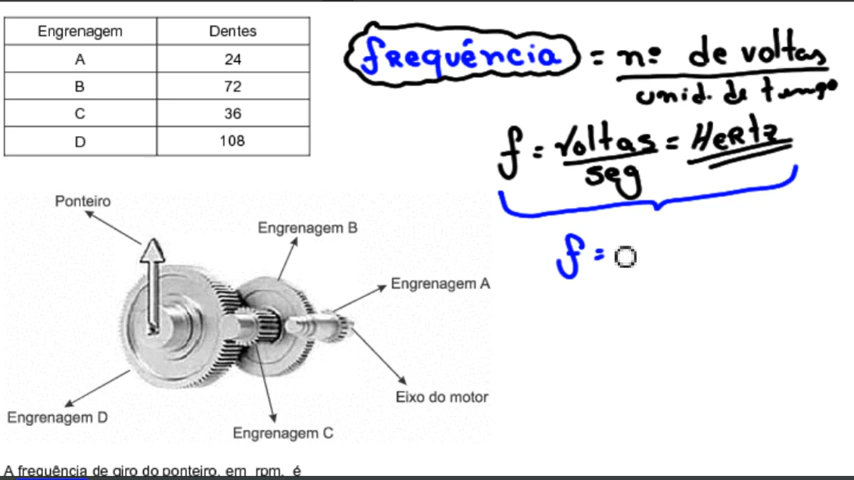 Engrenagem Dentes
A 24
B 72
C 36
D 108
frequência = nº de voltas
unid. de tempo
f = voltas = Hertz
seg
f =
Ponteiro
Engrenagem B
Engrenagem A
Eixo do motor
Engrenagem D
Engrenagem C
A frequência de giro do ponteiro, em rpm, é